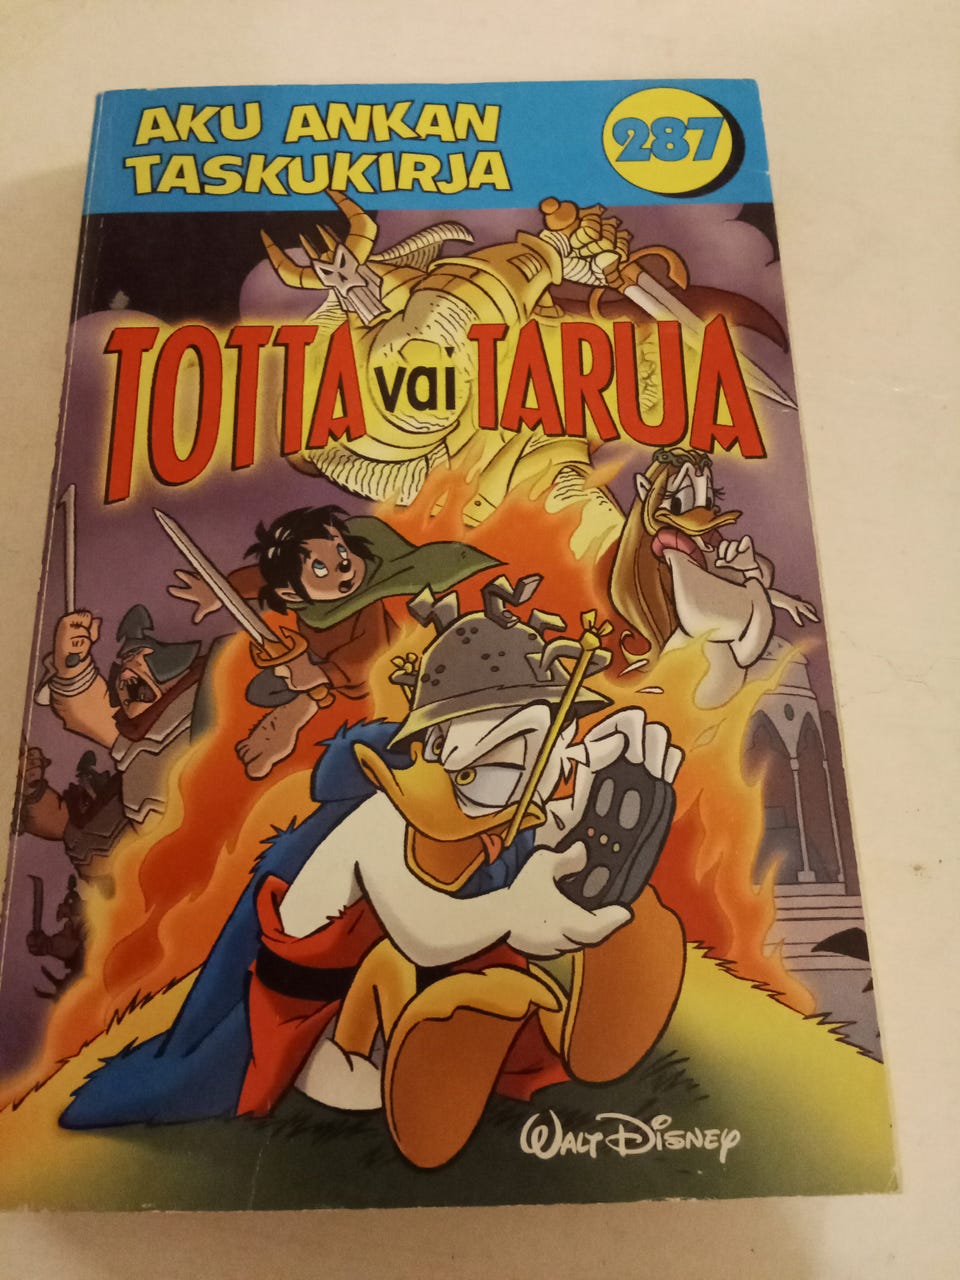 AKU ANKAN
TASKUKIRJA
287
TOTTA vai TARUA
WALT DISNEY